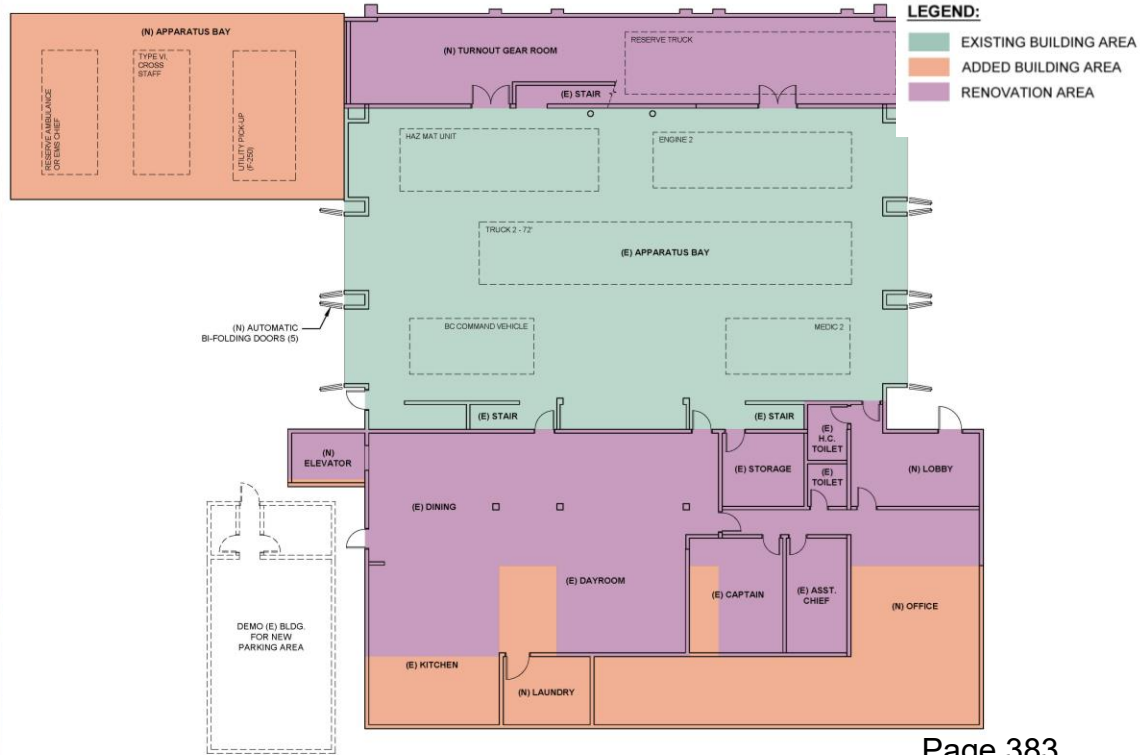 LEGEND:
EXISTING BUILDING AREA
ADDED BUILDING AREA
RENOVATION AREA
(N) APPARATUS BAY
RESERVE AMBULANCE
OR EMS CHIEF
TYPE VI,
CROSS
STAFF
UTILITY PICK-UP
(F-250)
(N) TURNOUT GEAR ROOM
RESERVE TRUCK
(E) STAIR
HAZ MAT UNIT
ENGINE 2
TRUCK 2 - 72'
(E) APPARATUS BAY
(N) AUTOMATIC
BI-FOLDING DOORS (5)
BC COMMAND VEHICLE
MEDIC 2
(E) STAIR
(E) STAIR
(E)
H.C.
TOILET
(N)
ELEVATOR
(E) STORAGE
(E)
TOILET
(N) LOBBY
(E) DINING
(E) DAYROOM
(E) CAPTAIN
(E) ASST.
CHIEF
(N) OFFICE
DEMO (E) BLDG.
FOR NEW
PARKING AREA
(E) KITCHEN
(N) LAUNDRY
Page 383